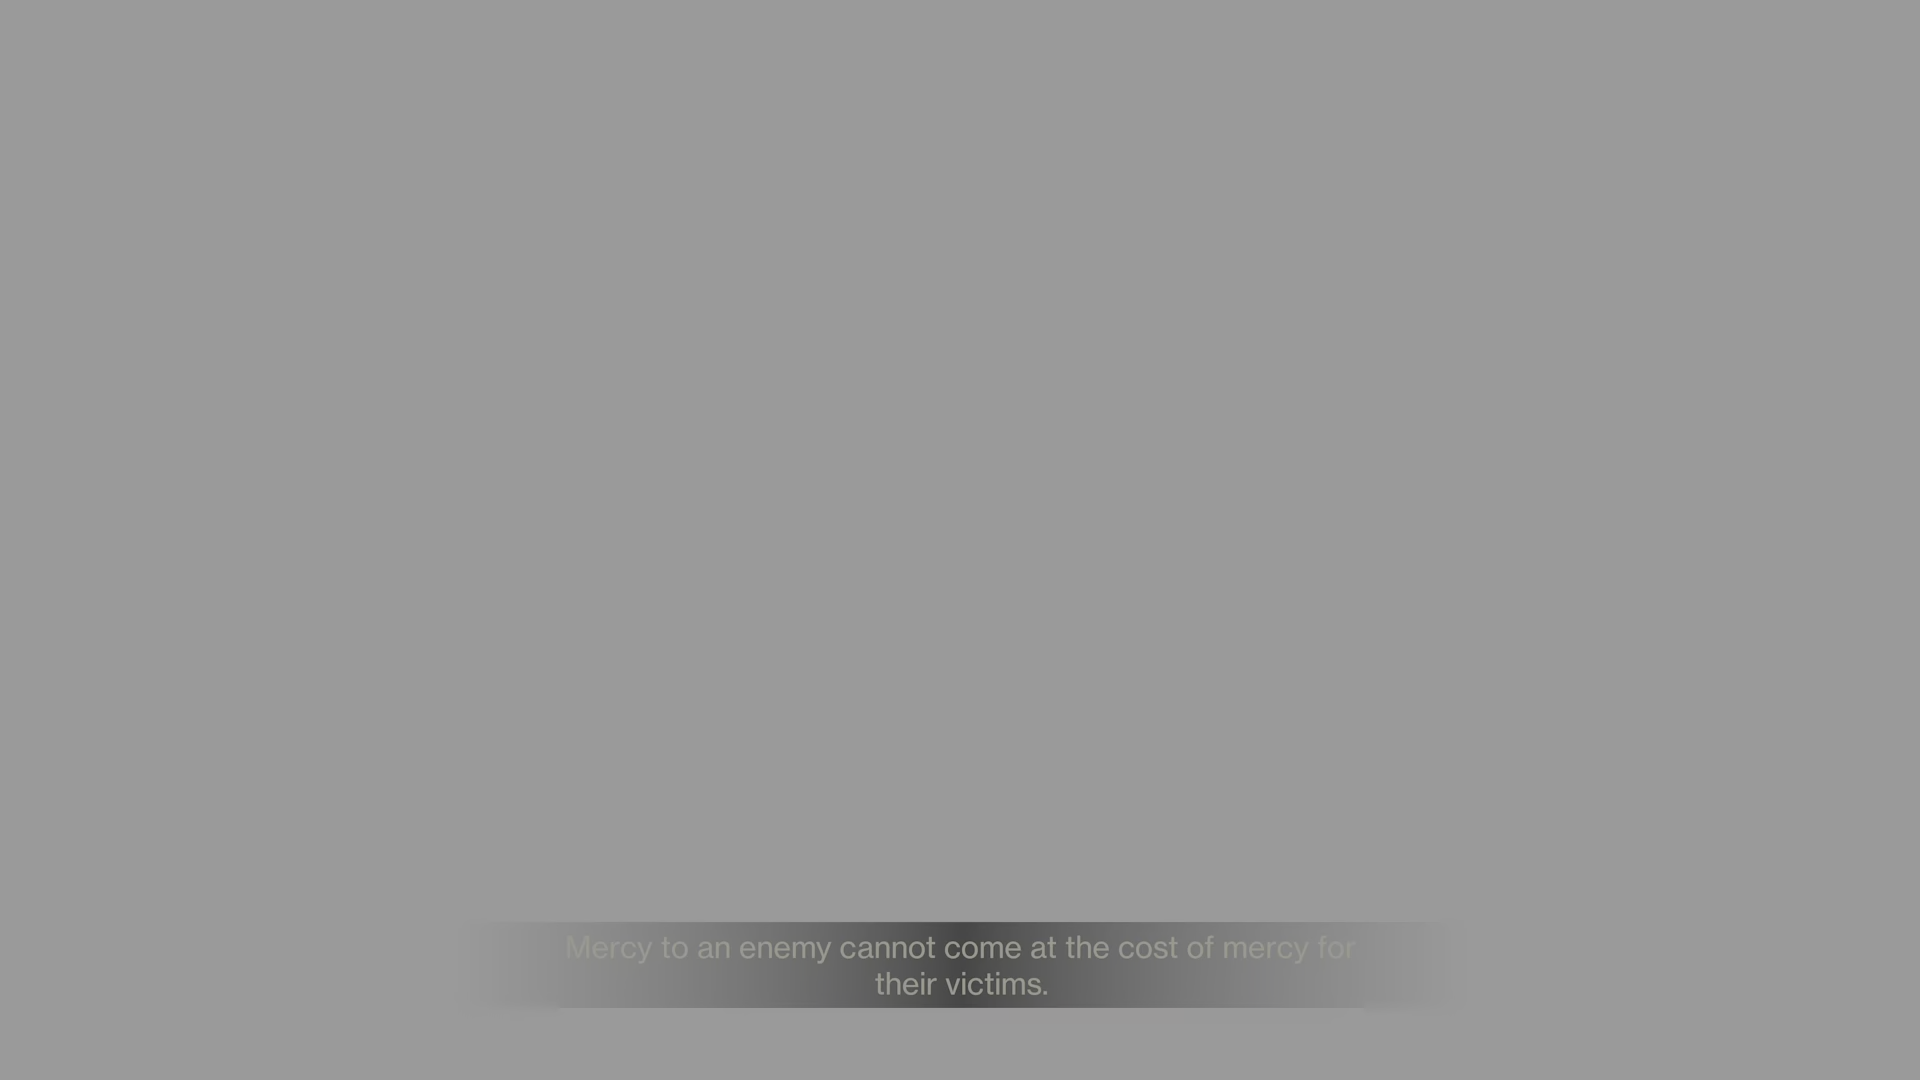 Mercy to an enemy cannot come at the cost of mercy for
their victims.